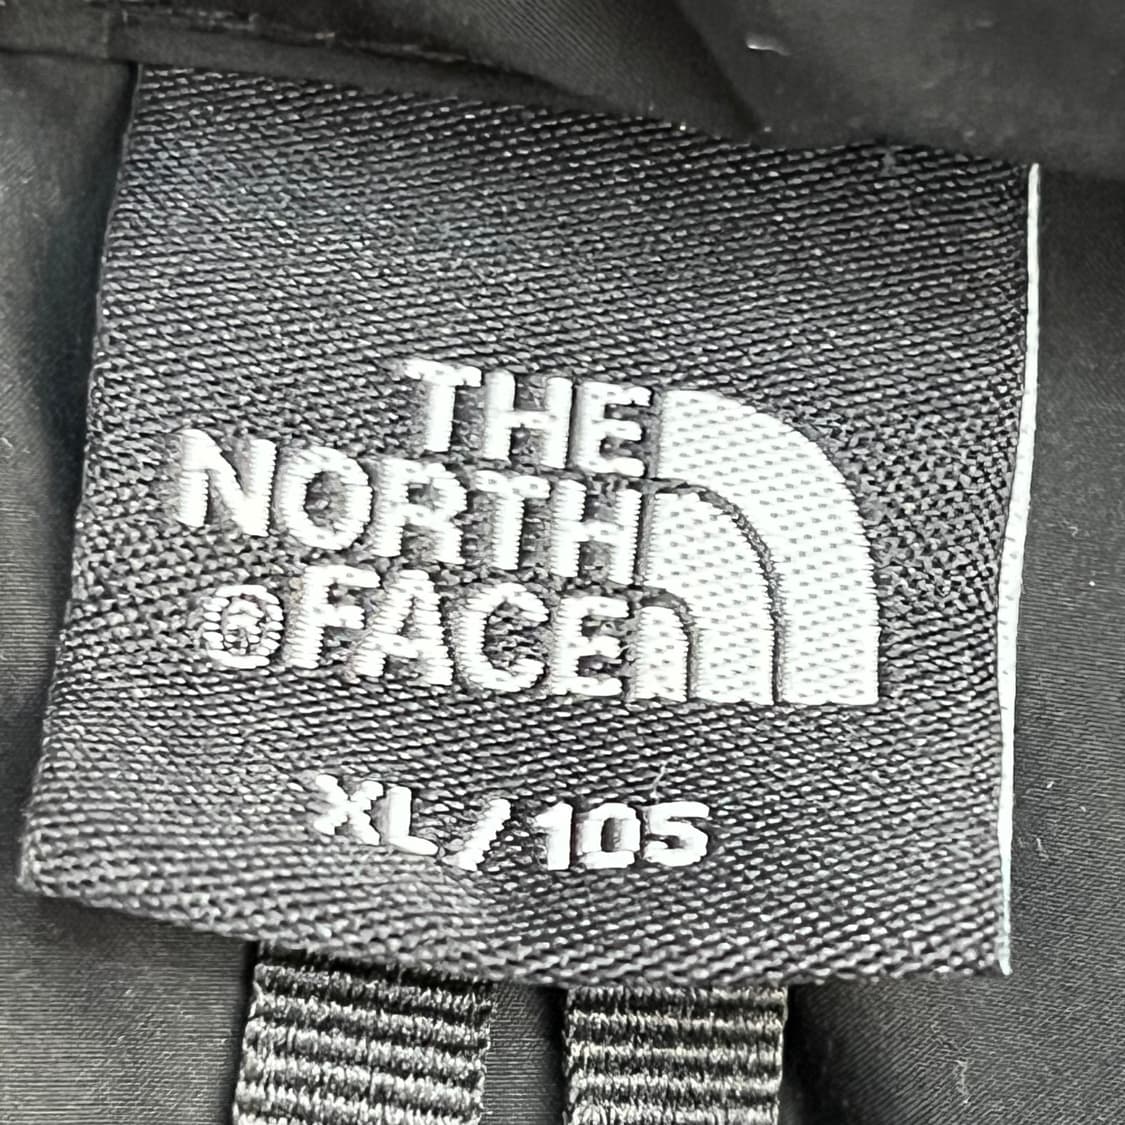 THE
NORTH
®FACE
XL/105